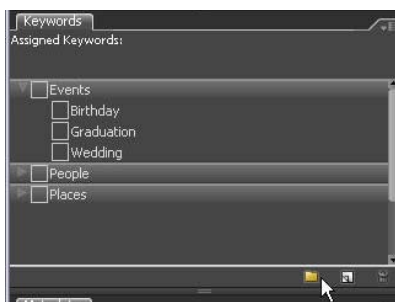 Keywords
Assigned Keywords:
Events
Birthday
Graduation
Wedding
People
Places